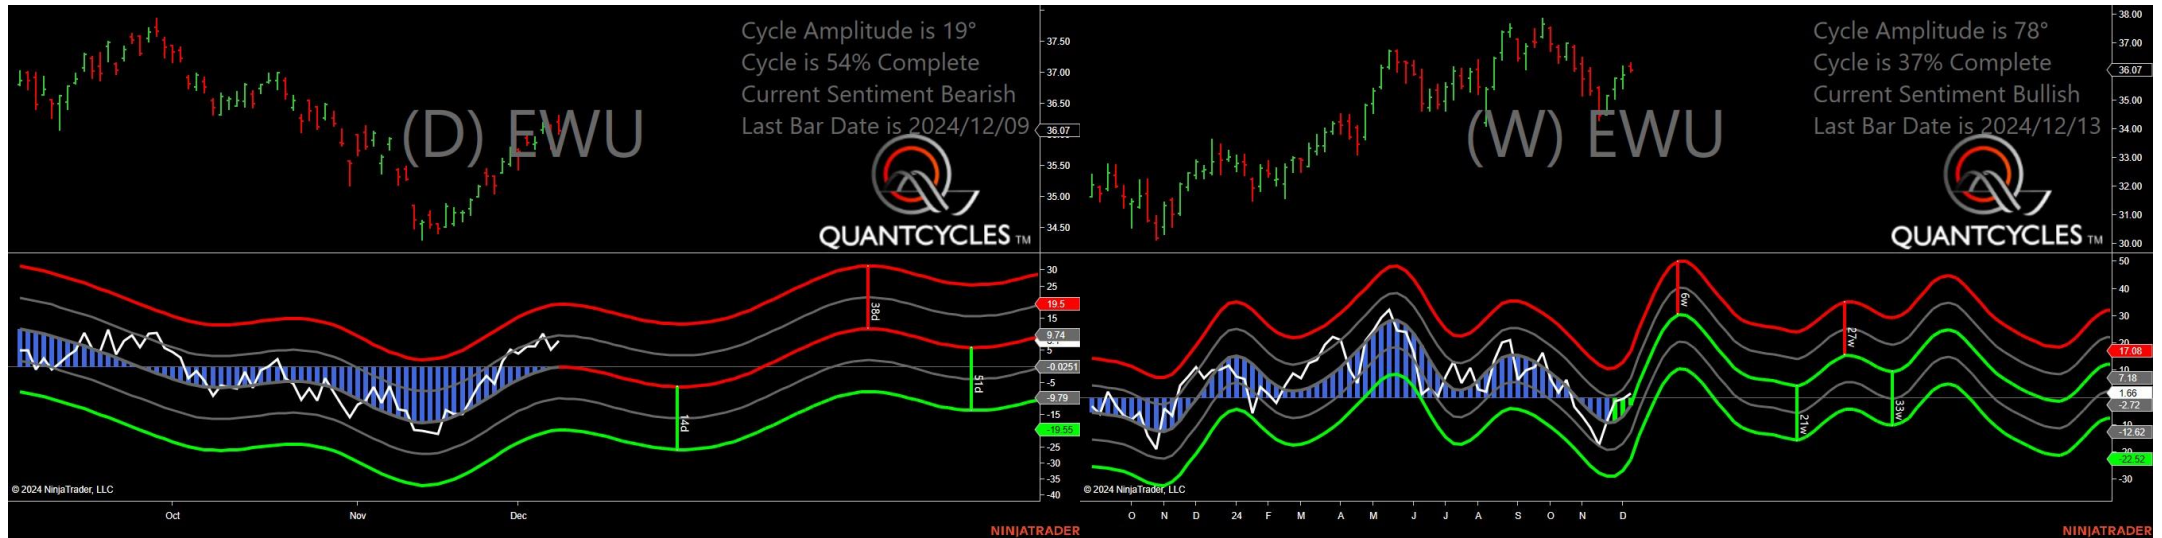 Cycle Amplitude is 19°
Cycle is 54% Complete
Current Sentiment Bearish
Last Bar Date is 2024/12/09
(D) EWU
QUANTCYCLES TM
37.50
37.00
36.50
36.07
35.50
35.00
34.50
30
25
19.5
15
9.74
5
-0.0251
-5
-9.79
-15
-19.55
-25
-30
-35
-40
38d
14d
51d
© 2024 NinjaTrader, LLC
Oct
Nov
Dec
NINJATRADER
Cycle Amplitude is 78°
Cycle is 37% Complete
Current Sentiment Bullish
Last Bar Date is 2024/12/13
(W) EWU
QUANTCYCLES TM
38.00
37.00
36.07
35.00
34.00
33.00
32.00
31.00
30.00
50
40
30
20
17.08
7.18
1.66
-2.72
-12.62
-22.52
-30
6w
27w
21w
33w
© 2024 NinjaTrader, LLC
O
N
D
24
F
M
A
M
J
J
A
S
O
N
D
NINJATRADER